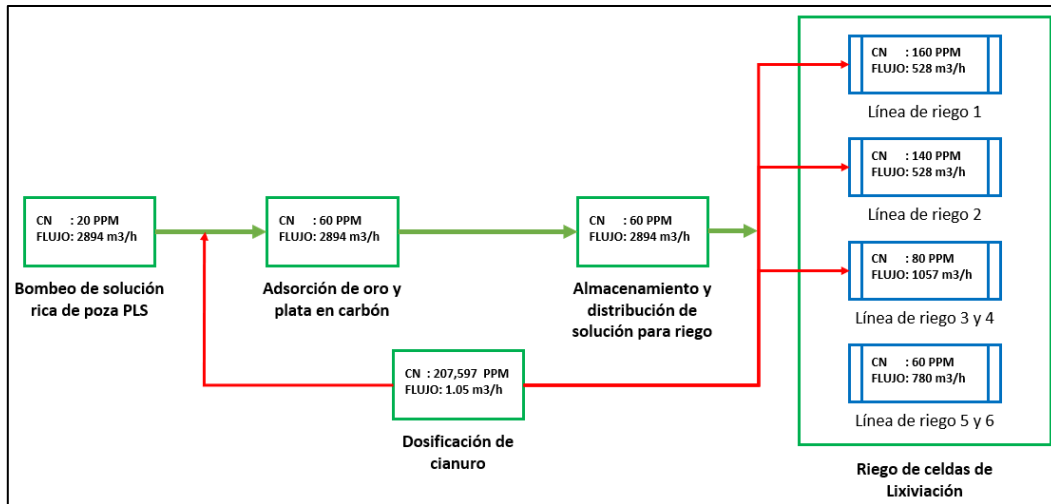 CN : 160 PPM
FLUJO: 528 m3/h
Línea de riego 1
CN : 140 PPM
FLUJO: 528 m3/h
Línea de riego 2
CN : 20 PPM
FLUJO: 2894 m3/h
Bombeo de solución
rica de poza PLS
CN : 60 PPM
FLUJO: 2894 m3/h
Adsorción de oro y
plata en carbón
CN : 60 PPM
FLUJO: 2894 m3/h
Almacenamiento y
distribución de
solución para riego
CN : 80 PPM
FLUJO: 1057 m3/h
Línea de riego 3 y 4
CN : 207,597 PPM
FLUJO: 1.05 m3/h
Dosificación de
cianuro
CN : 60 PPM
FLUJO: 780 m3/h
Línea de riego 5 y 6
Riego de celdas de
Lixiviación